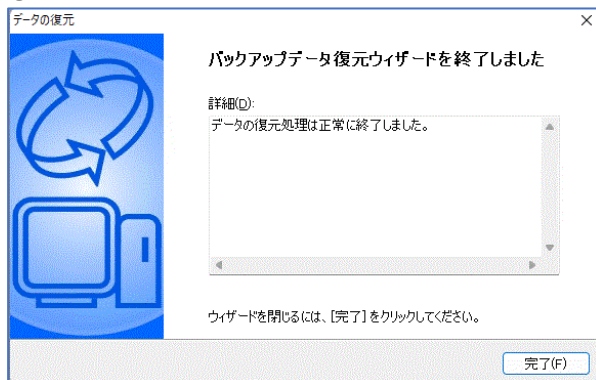 データの復元
バックアップデータ復元ウィザードを終了しました
詳細(D):
データの復元処理は正常に終了しました。
ウィザードを閉じるには、[完了]をクリックしてください。
完了(F)